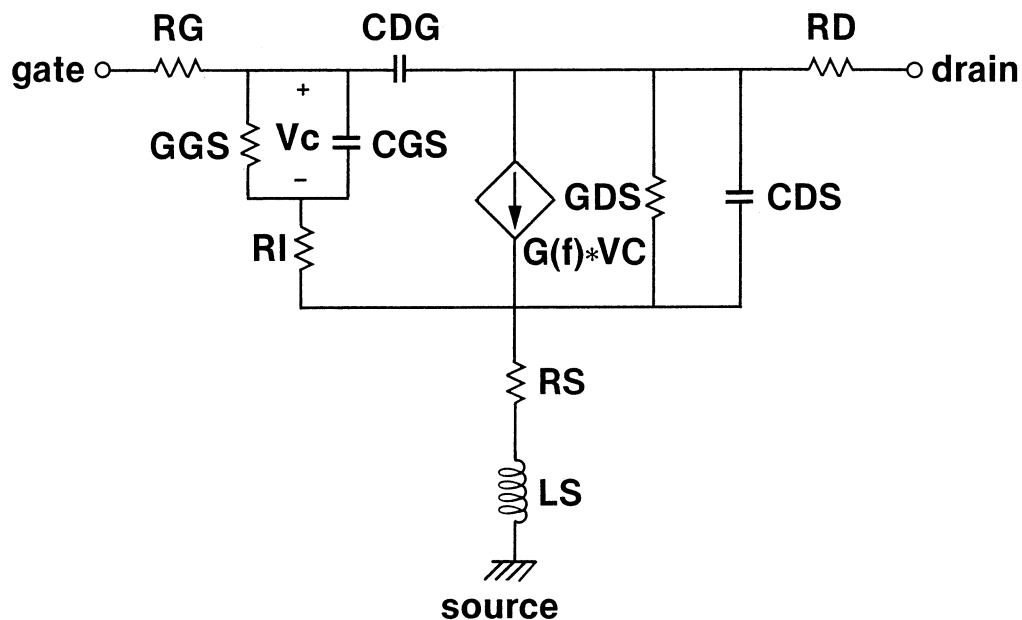 RG
CDG
RD
gate
drain
+
GGS
Vc
CGS
−
RI
GDS
CDS
G(f)*VC
RS
LS
source